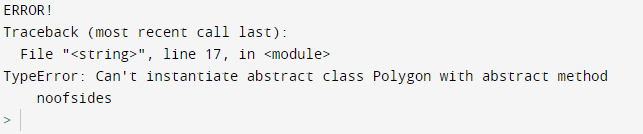 ERROR!
Traceback (most recent call last):
  File "<string>", line 17, in <module>
TypeError: Can't instantiate abstract class Polygon with abstract method
    noofsides
>